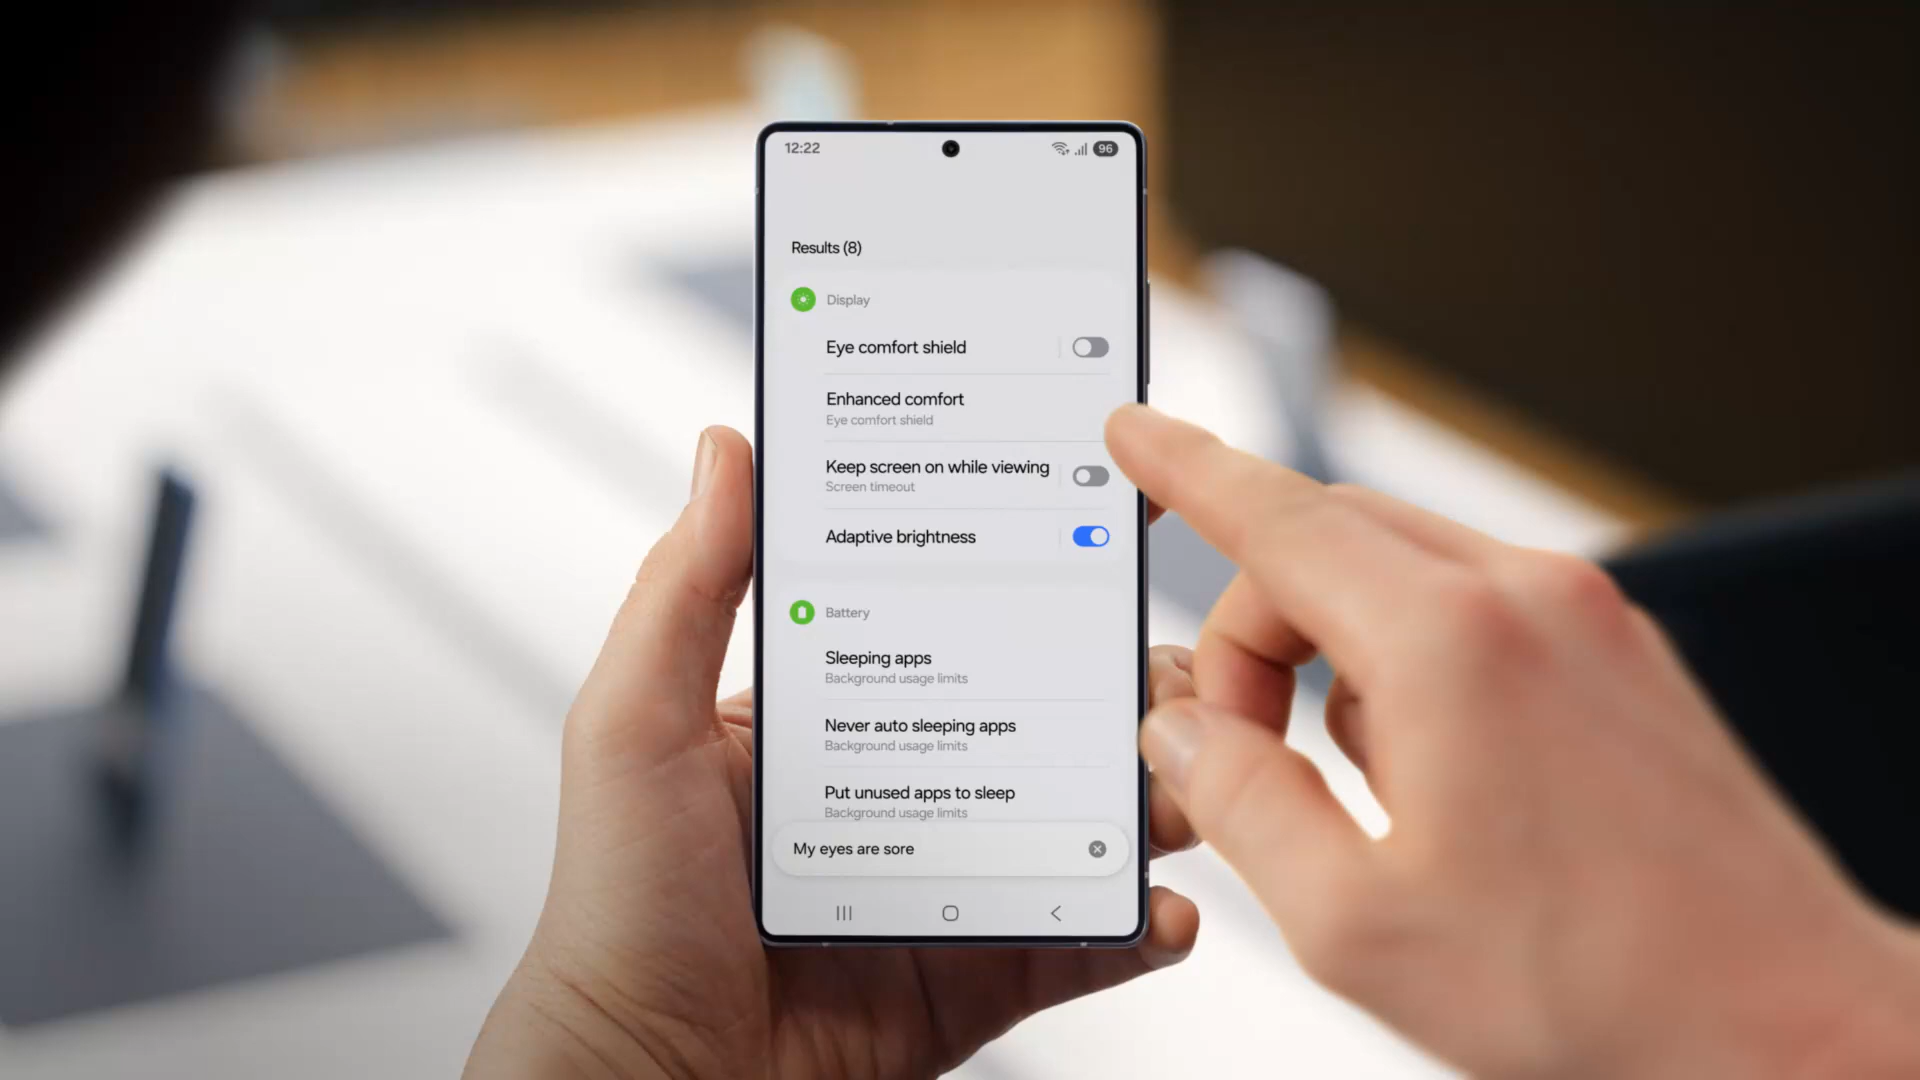 12:22
96
Results (8)
Display
Eye comfort shield
Enhanced comfort
Eye comfort shield
Keep screen on while viewing
Screen timeout
Adaptive brightness
Battery
Sleeping apps
Background usage limits
Never auto sleeping apps
Background usage limits
Put unused apps to sleep
Background usage limits
My eyes are sore